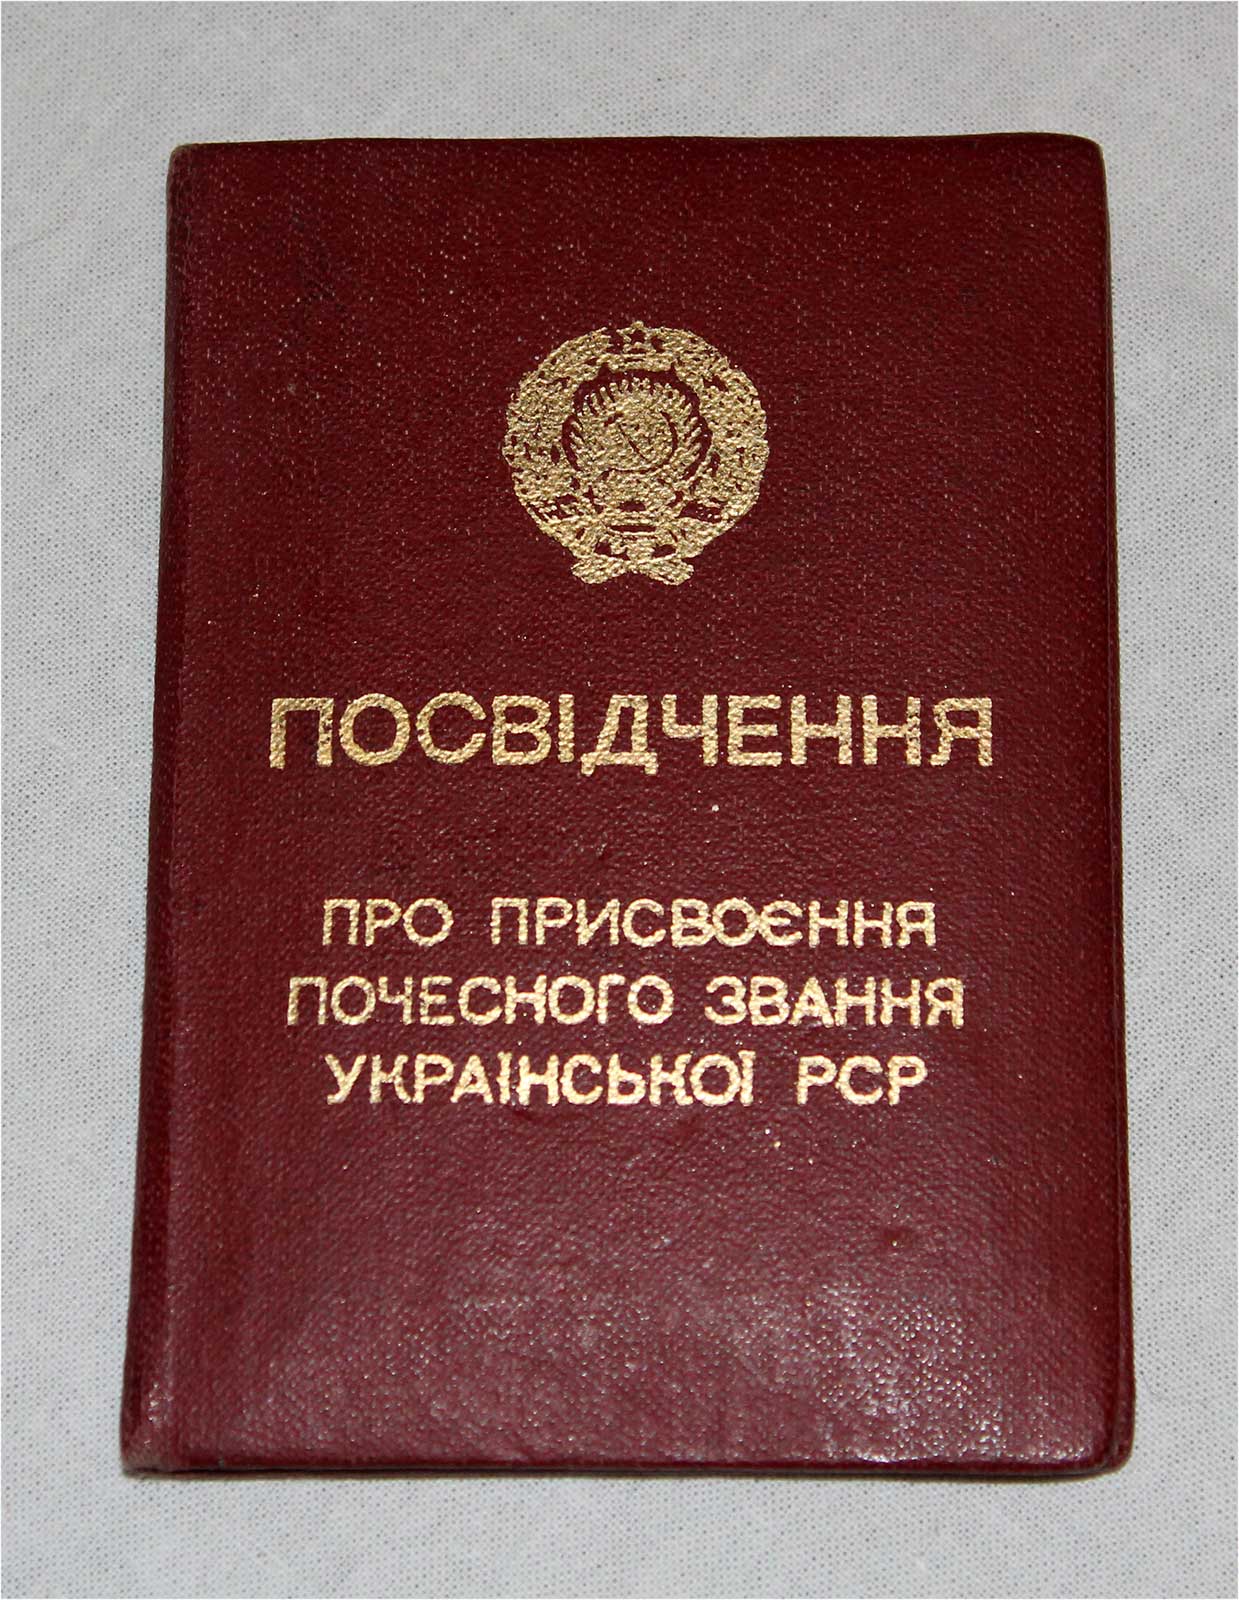 ПОСВІДЧЕННЯ
ПРО ПРИСВОЄННЯ
ПОЧЕСНОГО ЗВАННЯ
УКРАЇНСЬКОЇ РСР